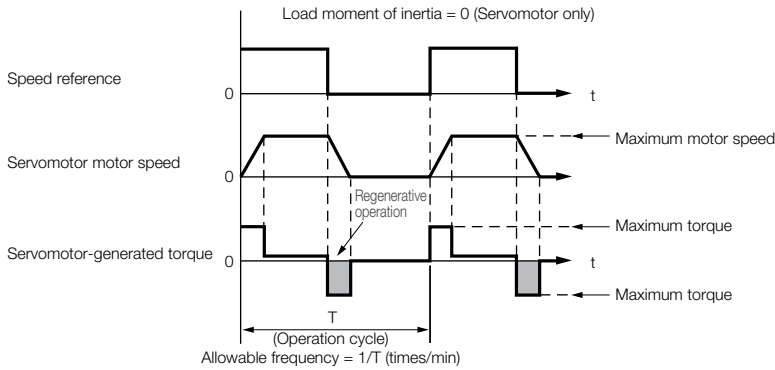 Load moment of inertia = 0 (Servomotor only)
Speed reference
0
t
Maximum motor speed
Servomotor motor speed
0
Regenerative
operation
Maximum torque
Servomotor-generated torque
0
t
Maximum torque
T
(Operation cycle)
Allowable frequency = 1/T (times/min)